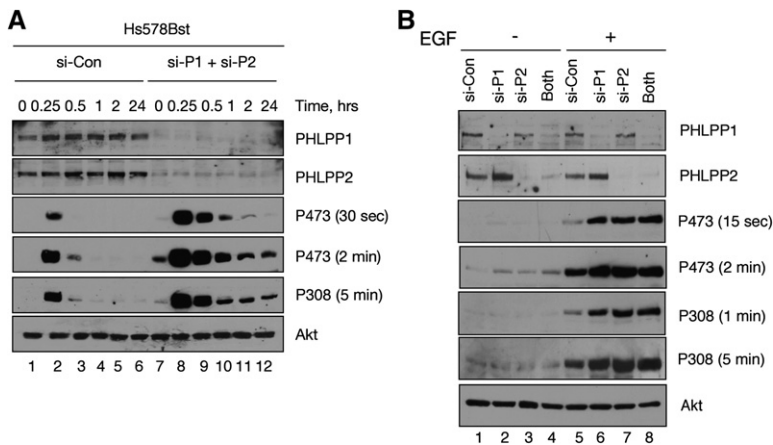 A
Hs578Bst
si-Con si-P1 + si-P2
0 0.25 0.5 1 2 24 0 0.25 0.5 1 2 24 Time, hrs
PHLPP1
PHLPP2
P473 (30 sec)
P473 (2 min)
P308 (5 min)
Akt
1 2 3 4 5 6 7 8 9 10 11 12
B
EGF - +
si-Con si-P1 si-P2 Both si-Con si-P1 si-P2 Both
PHLPP1
PHLPP2
P473 (15 sec)
P473 (2 min)
P308 (1 min)
P308 (5 min)
Akt
1 2 3 4 5 6 7 8